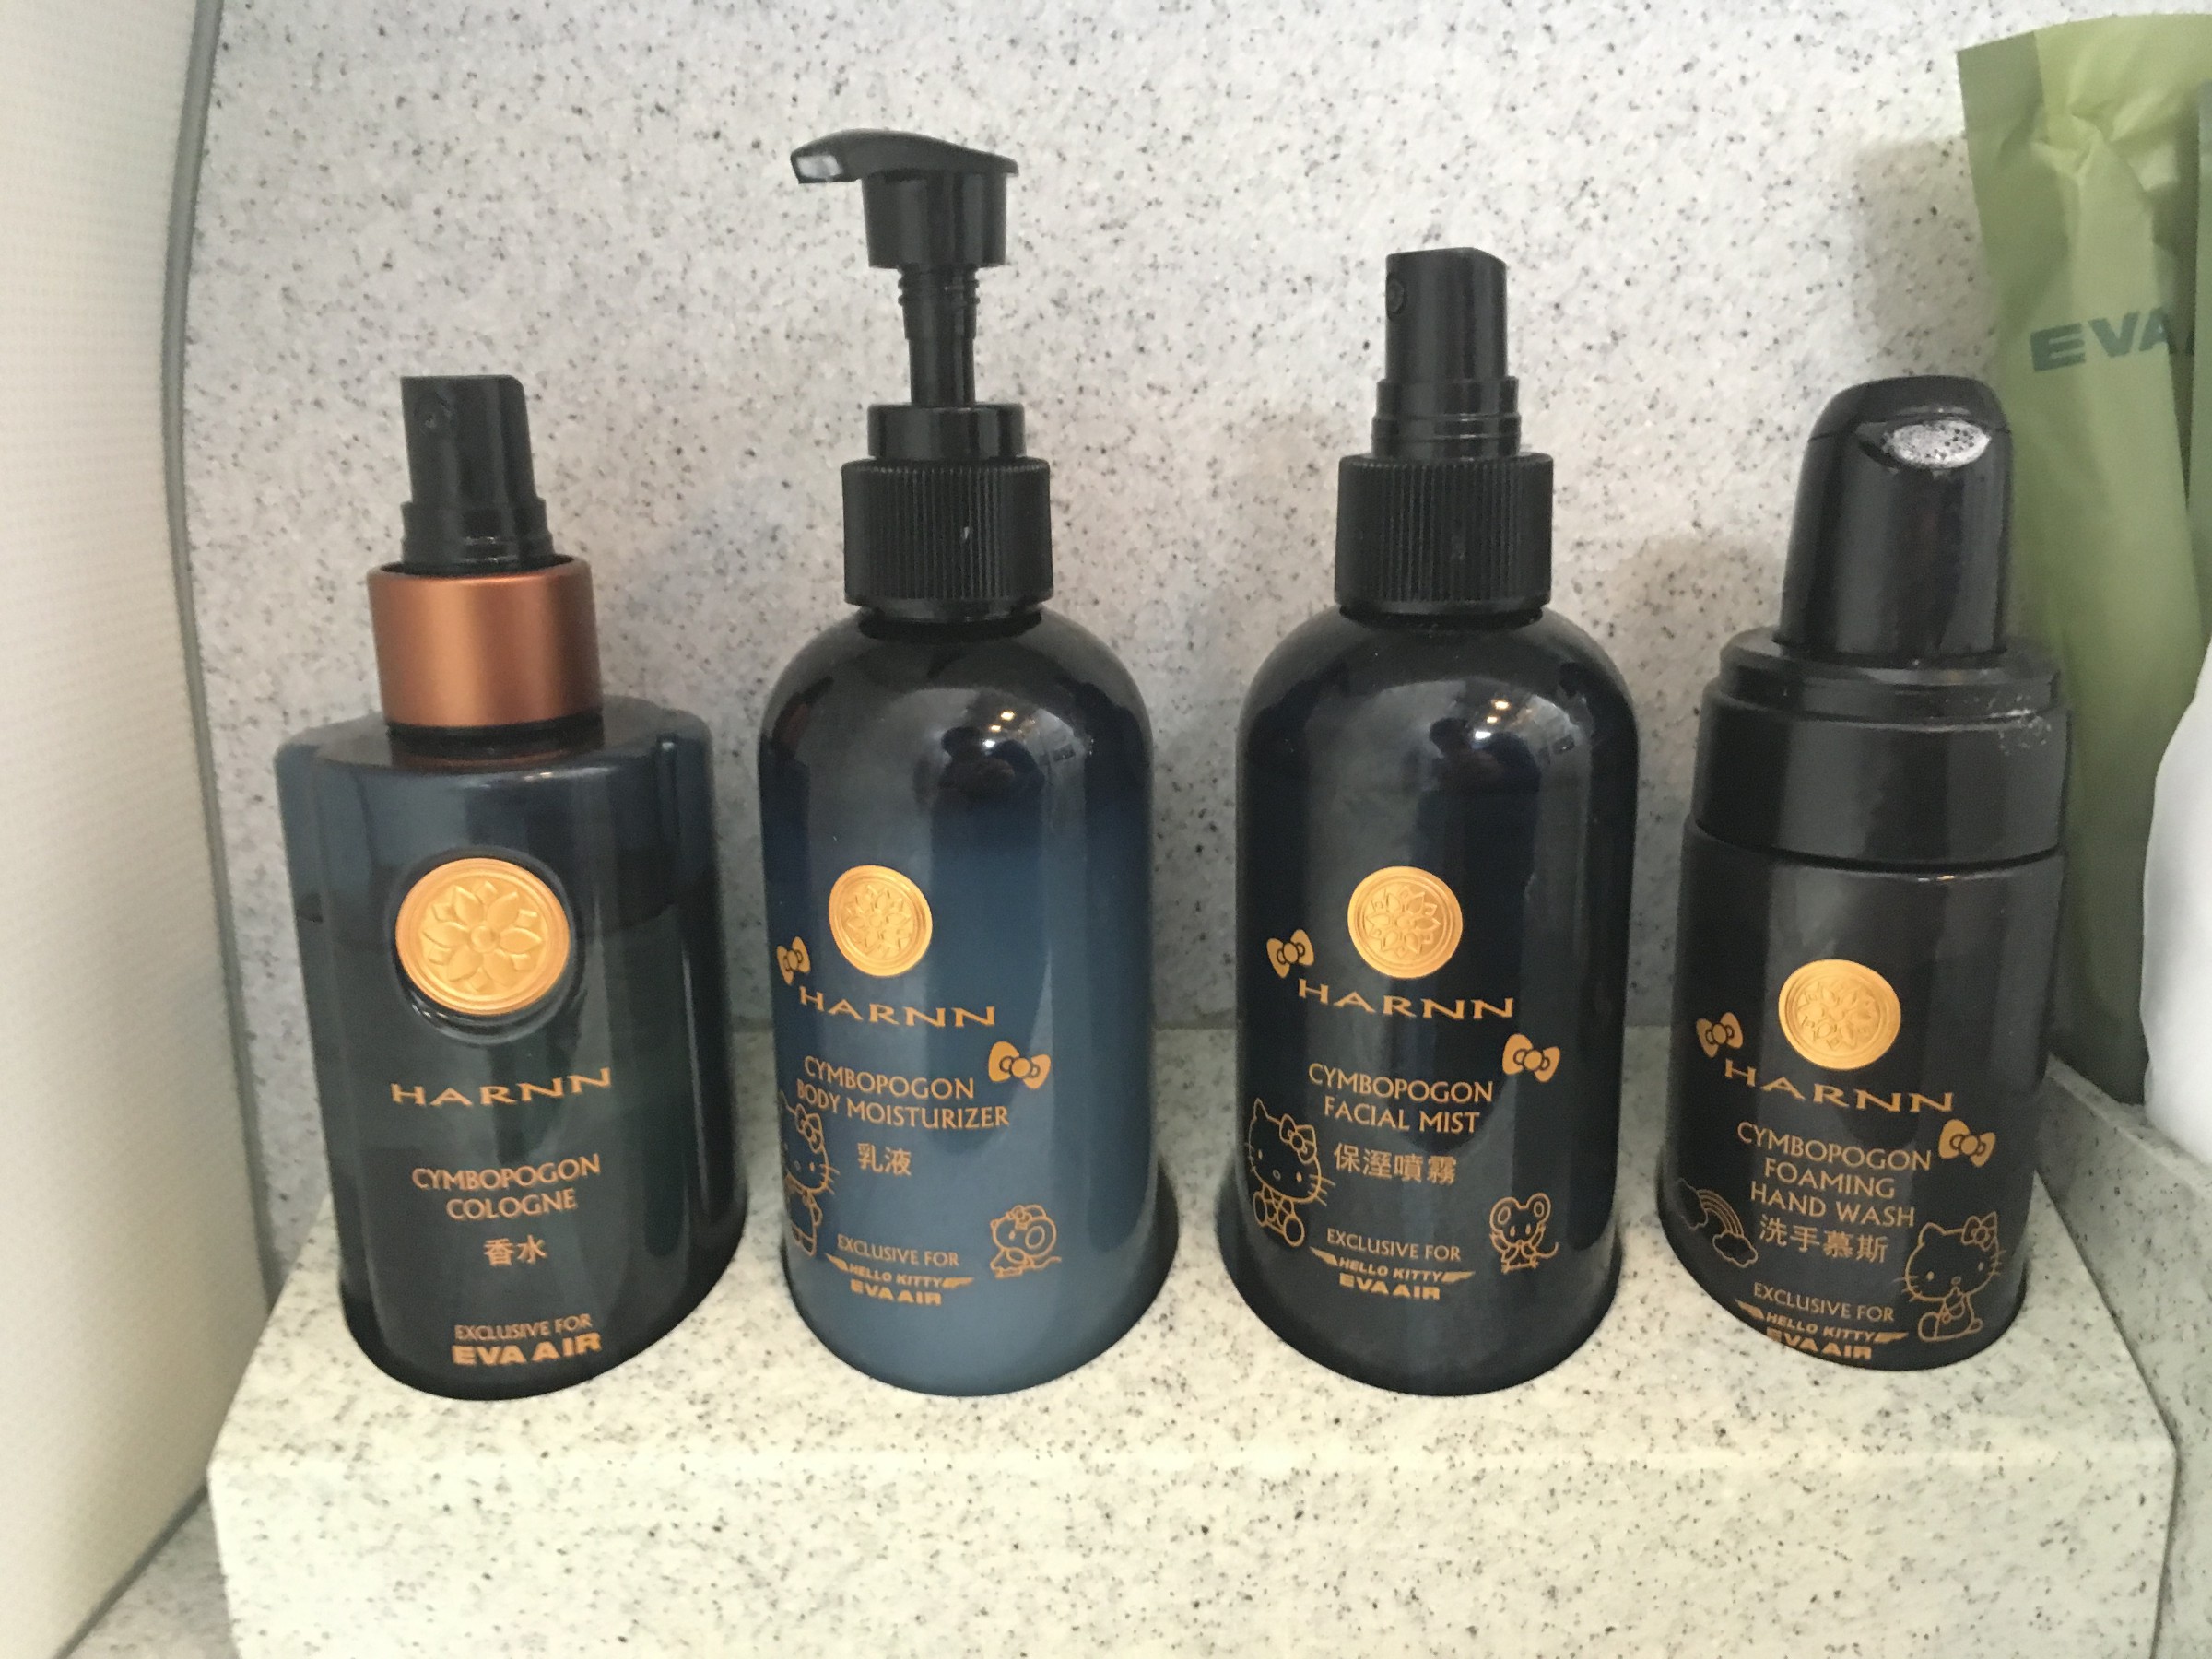 HARNN
CYMBOPOGON
COLOGNE
香水
EXCLUSIVE FOR
EVA AIR
HARNN
CYMBOPOGON
BODY MOISTURIZER
乳液
EXCLUSIVE FOR
HELLO KITTY
EVA AIR
HARNN
CYMBOPOGON
FACIAL MIST
保溼噴霧
EXCLUSIVE FOR
HELLO KITTY
EVA AIR
HARNN
CYMBOPOGON
FOAMING
HAND WASH
洗手慕斯
EXCLUSIVE FOR
HELLO KITTY
EVA AIR
EVA